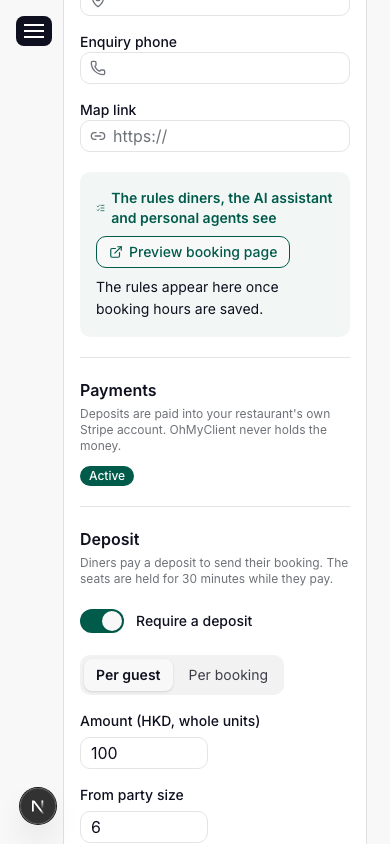 Enquiry phone
Map link
https://
The rules diners, the AI assistant
and personal agents see
Preview booking page
The rules appear here once
booking hours are saved.
Payments
Deposits are paid into your restaurant's own
Stripe account. OhMyClient never holds the
money.
Active
Deposit
Diners pay a deposit to send their booking. The
seats are held for 30 minutes while they pay.
Require a deposit
Per guest
Per booking
Amount (HKD, whole units)
100
From party size
N
6